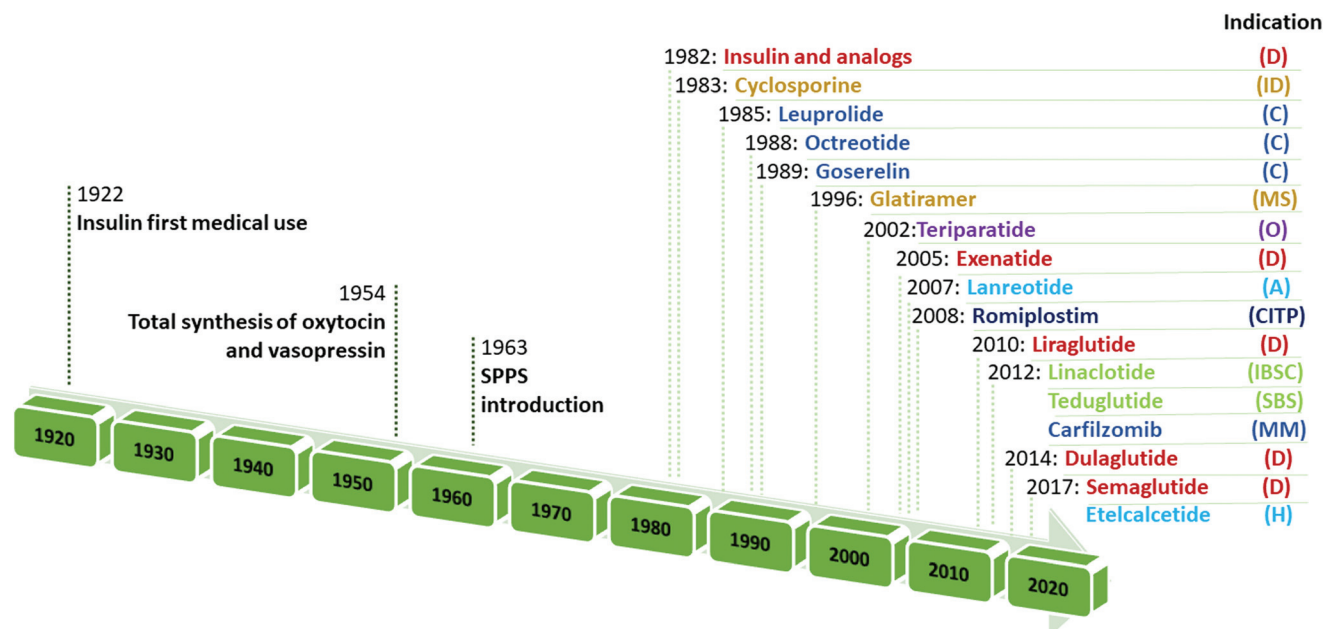 Indication
1982: Insulin and analogs (D)
1983: Cyclosporine (ID)
1985: Leuprolide (C)
1988: Octreotide (C)
1989: Goserelin (C)
1996: Glatiramer (MS)
2002:Teriparatide (O)
2005: Exenatide (D)
2007: Lanreotide (A)
2008: Romiplostim (CITP)
2010: Liraglutide (D)
2012: Linaclotide (IBSC)
Teduglutide (SBS)
Carfilzomib (MM)
2014: Dulaglutide (D)
2017: Semaglutide (D)
Etelcalcetide (H)
1922
Insulin first medical use
1954
Total synthesis of oxytocin
and vasopressin
1963
SPPS
introduction
1920
1930
1940
1950
1960
1970
1980
1990
2000
2010
2020